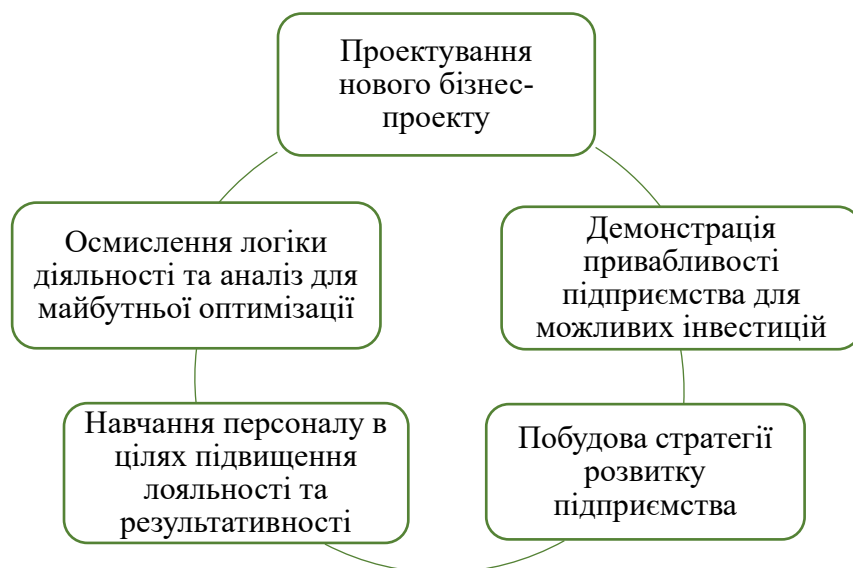 Проектування
нового бізнес-
проекту
Осмислення логіки
діяльності та аналіз для
майбутньої оптимізації
Демонстрація
привабливості
підприємства для
можливих інвестицій
Навчання персоналу в
цілях підвищення
лояльності та
результативності
Побудова стратегії
розвитку
підприємства